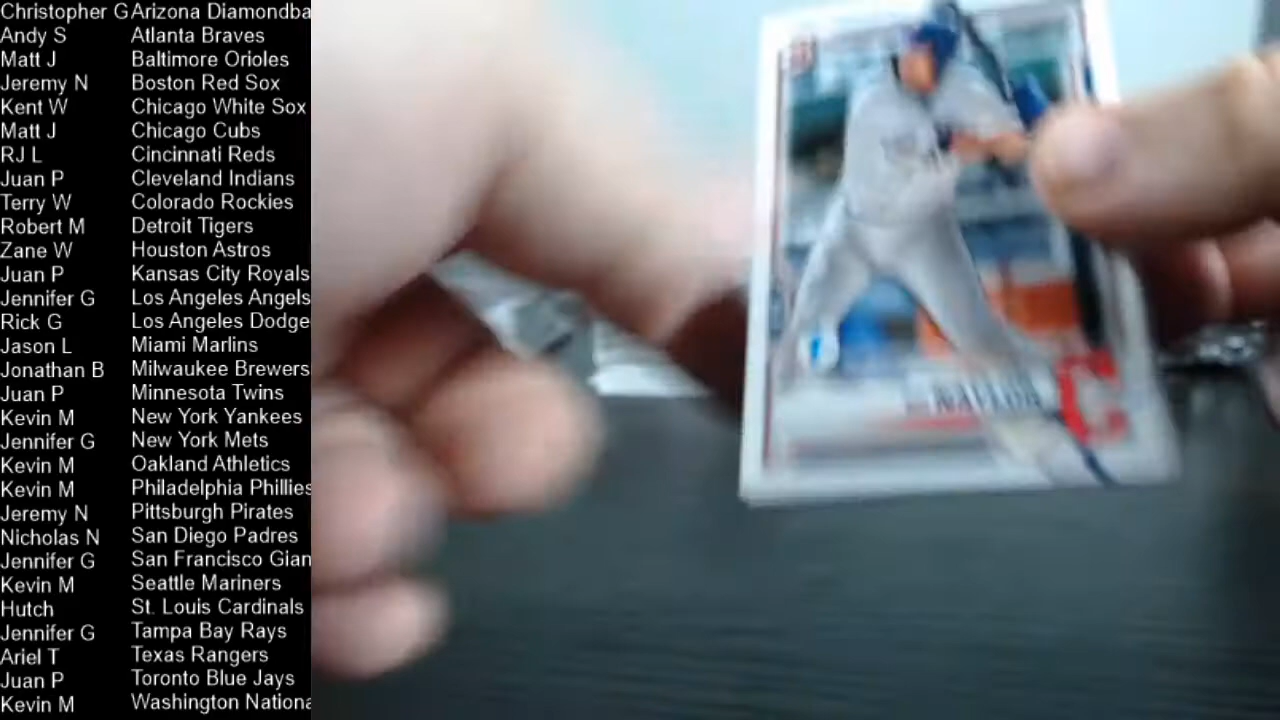 Christopher G Arizona Diamondba
Andy S Atlanta Braves
Matt J Baltimore Orioles
Jeremy N Boston Red Sox
Kent W Chicago White Sox
Matt J Chicago Cubs
RJ L Cincinnati Reds
Juan P Cleveland Indians
Terry W Colorado Rockies
Robert M Detroit Tigers
Zane W Houston Astros
Juan P Kansas City Royals
Jennifer G Los Angeles Angels
Rick G Los Angeles Dodge
Jason L Miami Marlins
Jonathan B Milwaukee Brewers
Juan P Minnesota Twins
Kevin M New York Yankees
Jennifer G New York Mets
Kevin M Oakland Athletics
Kevin M Philadelphia Phillies
Jeremy N Pittsburgh Pirates
Nicholas N San Diego Padres
Jennifer G San Francisco Gian
Kevin M Seattle Mariners
Hutch St. Louis Cardinals
Jennifer G Tampa Bay Rays
Ariel T Texas Rangers
Juan P Toronto Blue Jays
Kevin M Washington Nationa
NAYLOR
C